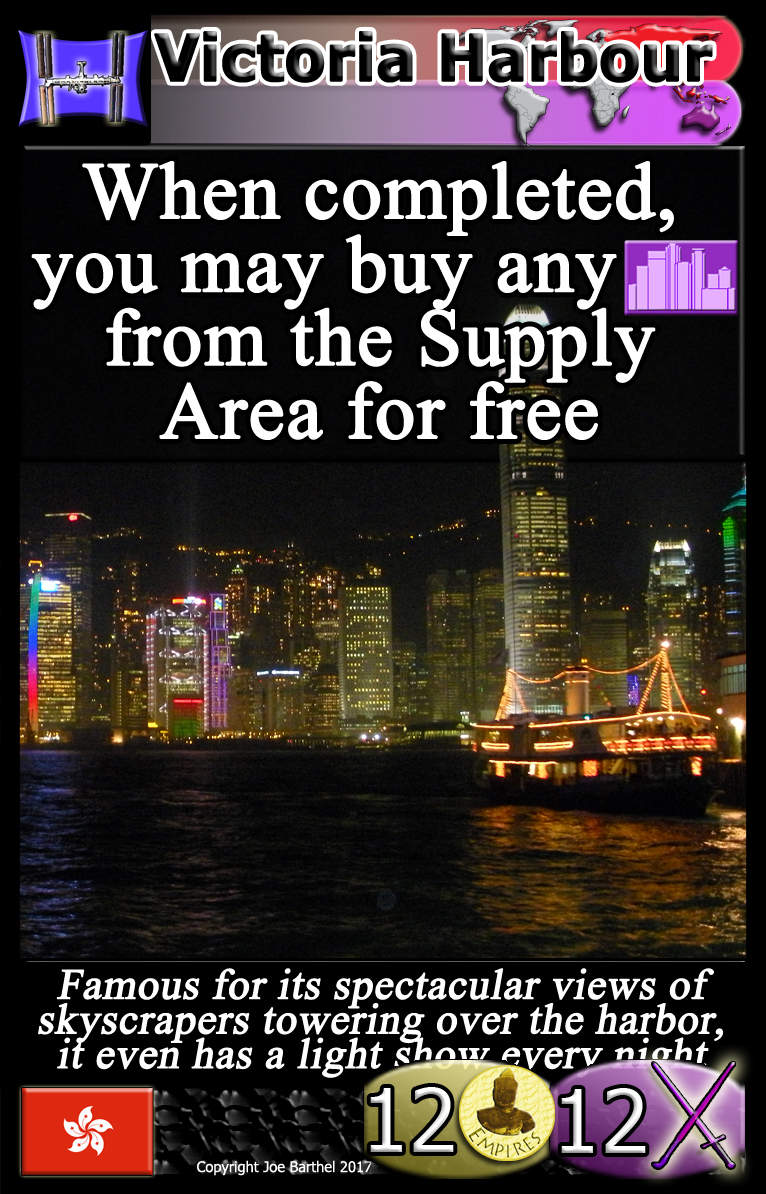 Victoria Harbour
When completed,
you may buy any
from the Supply
Area for free
Famous for its spectacular views of
skyscrapers towering over the harbor,
it even has a light show every night
12
EMPIRES
12
Copyright Joe Barthel 2017